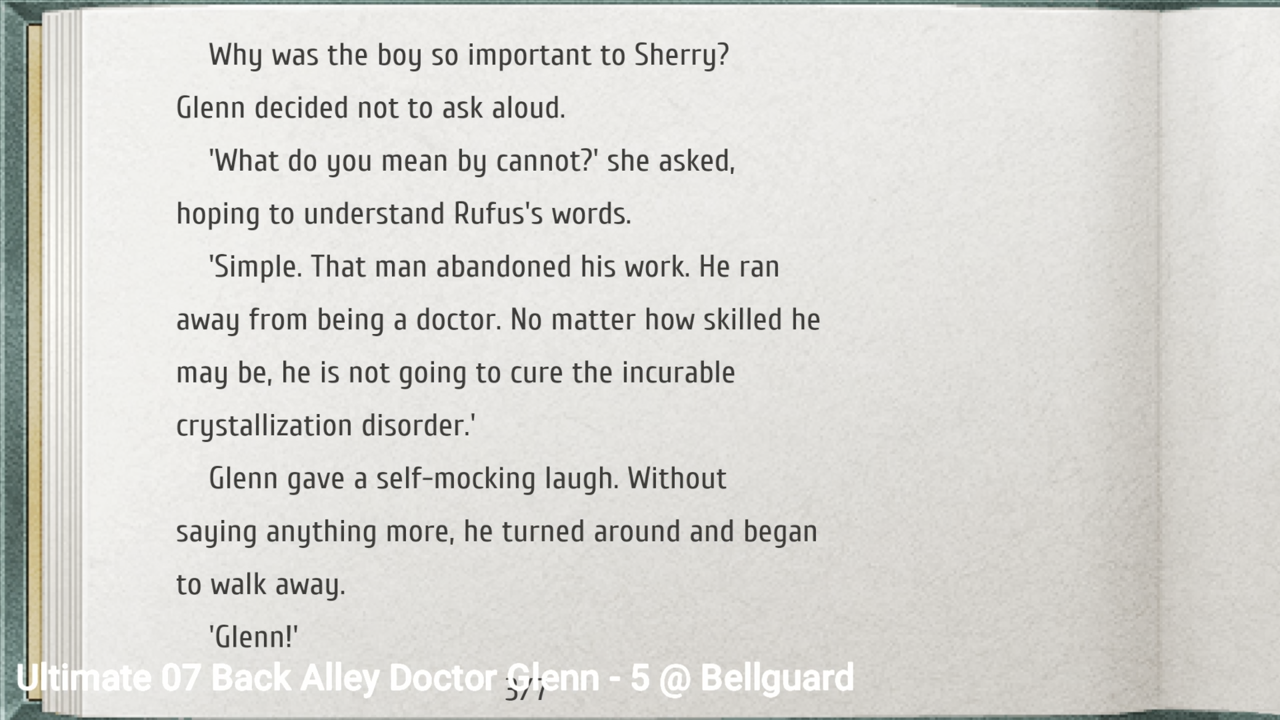 Why was the boy so important to Sherry?
Glenn decided not to ask aloud.
'What do you mean by cannot?' she asked,
hoping to understand Rufus's words.
'Simple. That man abandoned his work. He ran
away from being a doctor. No matter how skilled he
may be, he is not going to cure the incurable
crystallization disorder.'
Glenn gave a self-mocking laugh. Without
saying anything more, he turned around and began
to walk away.
'Glenn!'
Ultimate 07 Back Alley Doctor Glenn - 5 @ Bellguard
3/7